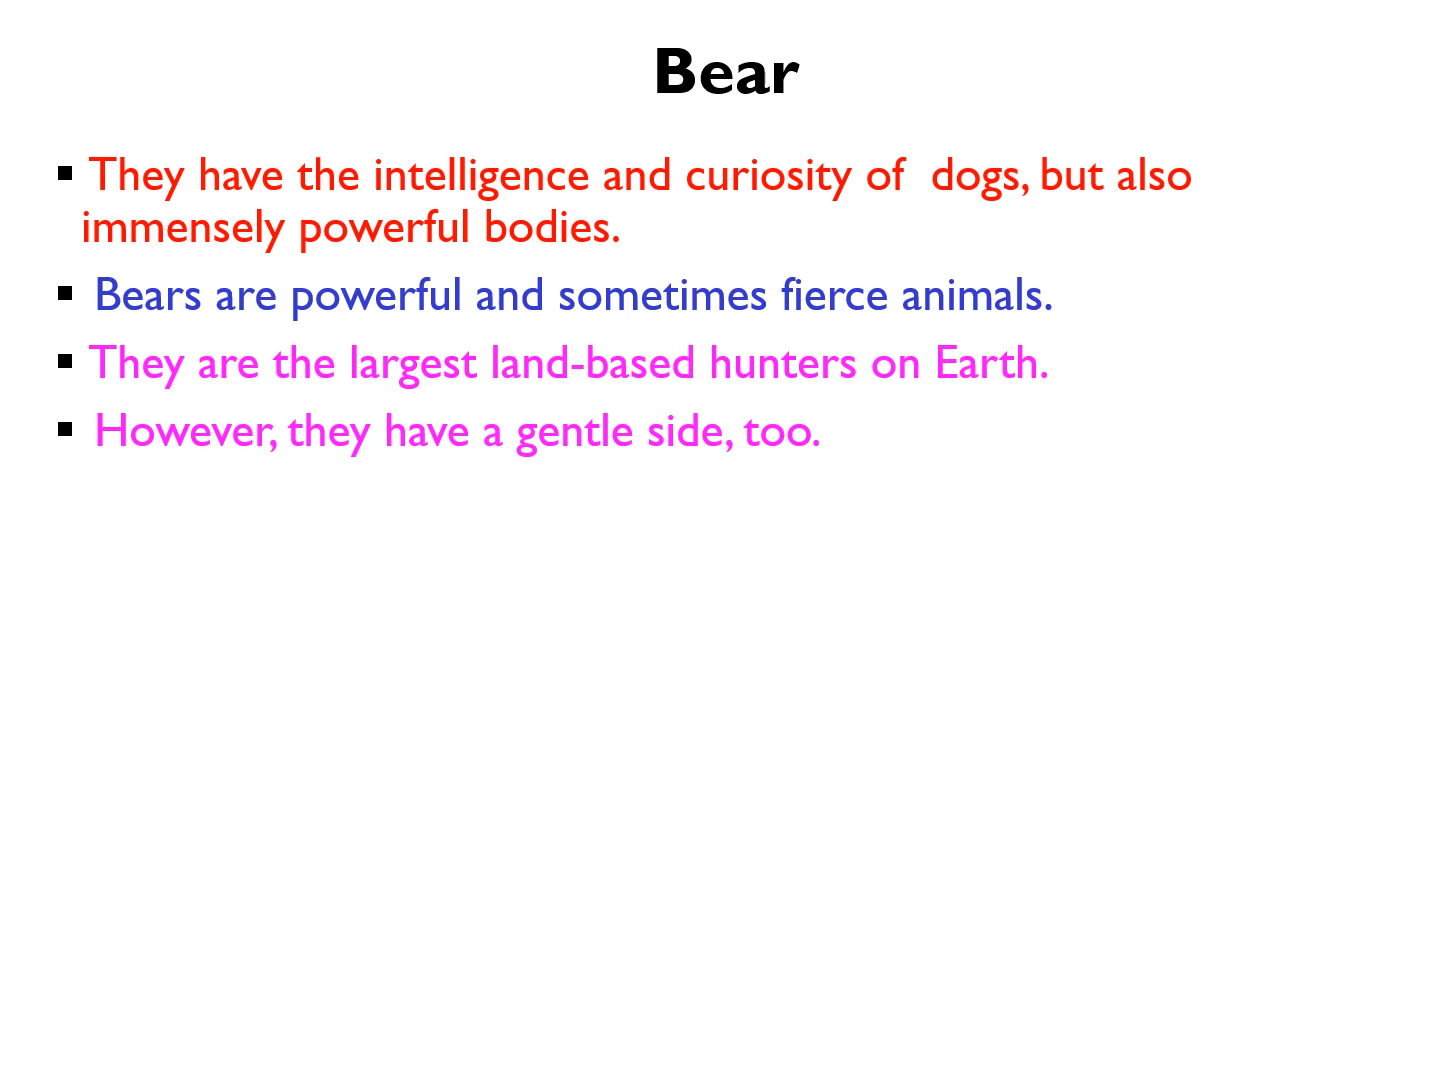 Bear
▪ They have the intelligence and curiosity of  dogs, but also
immensely powerful bodies.
▪ Bears are powerful and sometimes fierce animals.
▪ They are the largest land-based hunters on Earth.
▪ However, they have a gentle side, too.